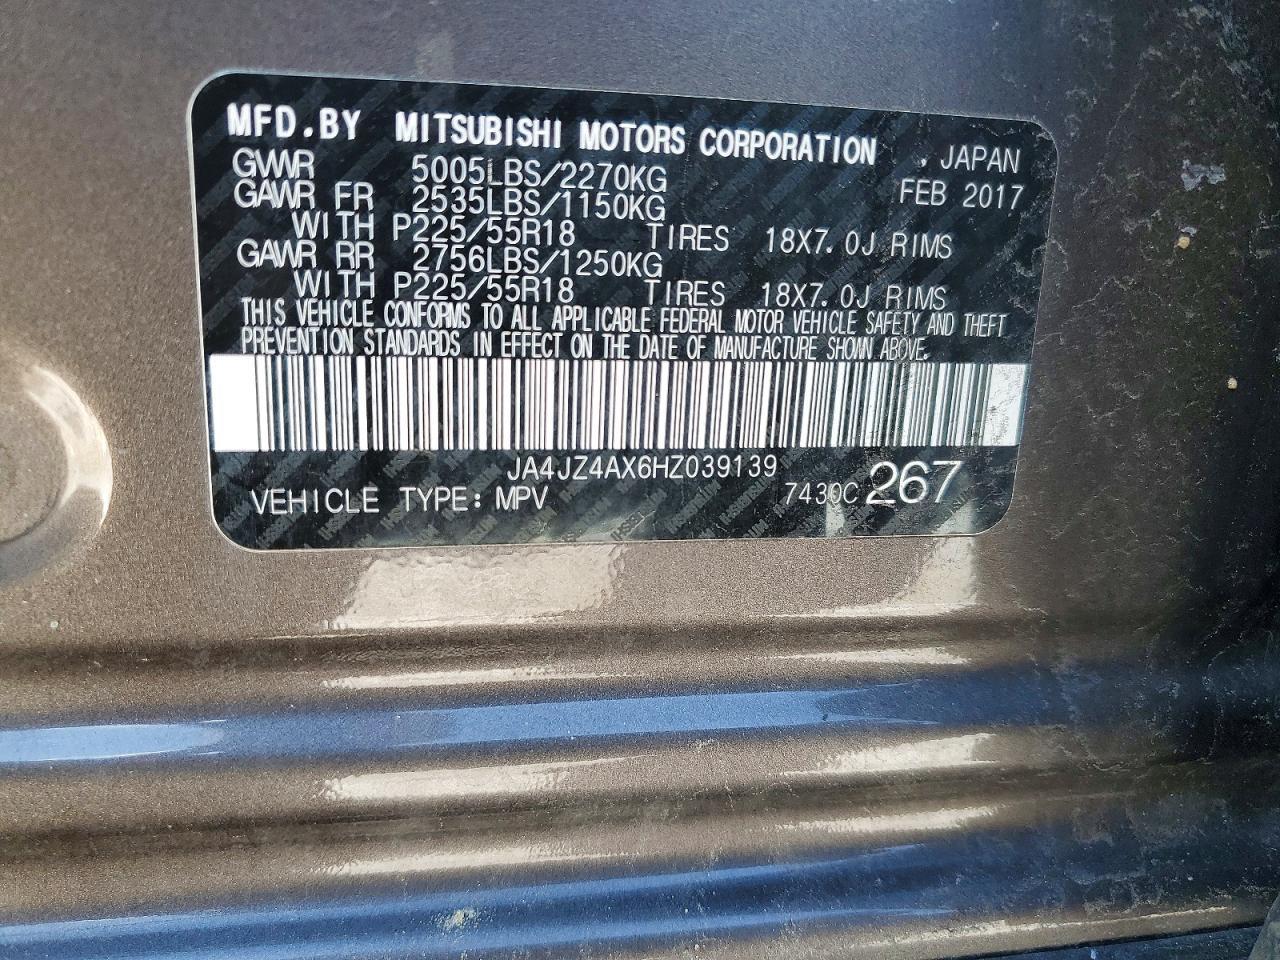 MFD.BY MITSUBISHI MOTORS CORPORATION , JAPAN
GVWR 5005LBS/2270KG FEB 2017
GAWR FR 2535LBS/1150KG
WITH P225/55R18 TIRES 18X7.0J RIMS
GAWR RR 2756LBS/1250KG
WITH P225/55R18 TIRES 18X7.0J RIMS
THIS VEHICLE CONFORMS TO ALL APPLICABLE FEDERAL MOTOR VEHICLE SAFETY AND THEFT
PREVENTION STANDARDS IN EFFECT ON THE DATE OF MANUFACTURE SHOWN ABOVE.
JA4JZ4AX6HZ039139
VEHICLE TYPE: MPV 7430C 267